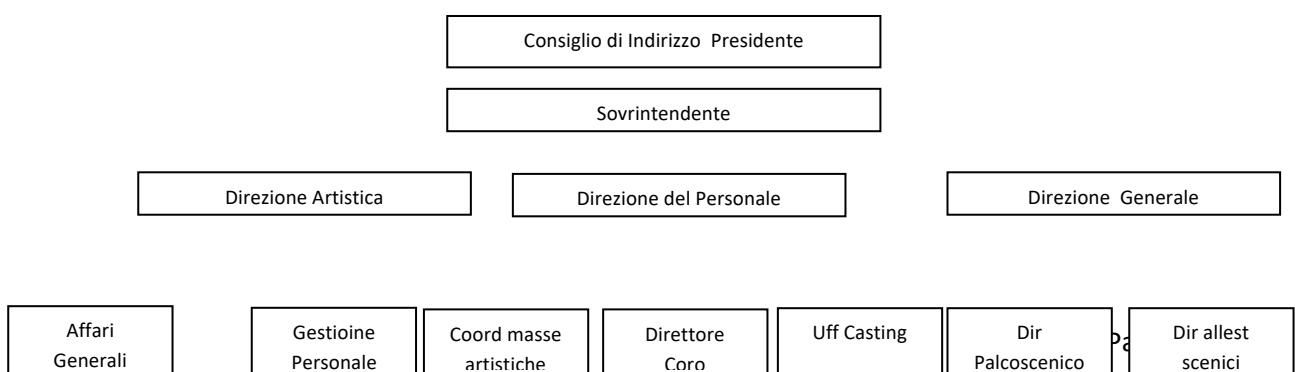 Consiglio di Indirizzo Presidente
Sovrintendente
Direzione Artistica
Direzione del Personale
Direzione Generale
Affari
Generali
Gestioine
Personale
Coord masse
artistiche
Direttore
Coro
Uff Casting
Dir
Palcoscenico
Dir allest
scenici